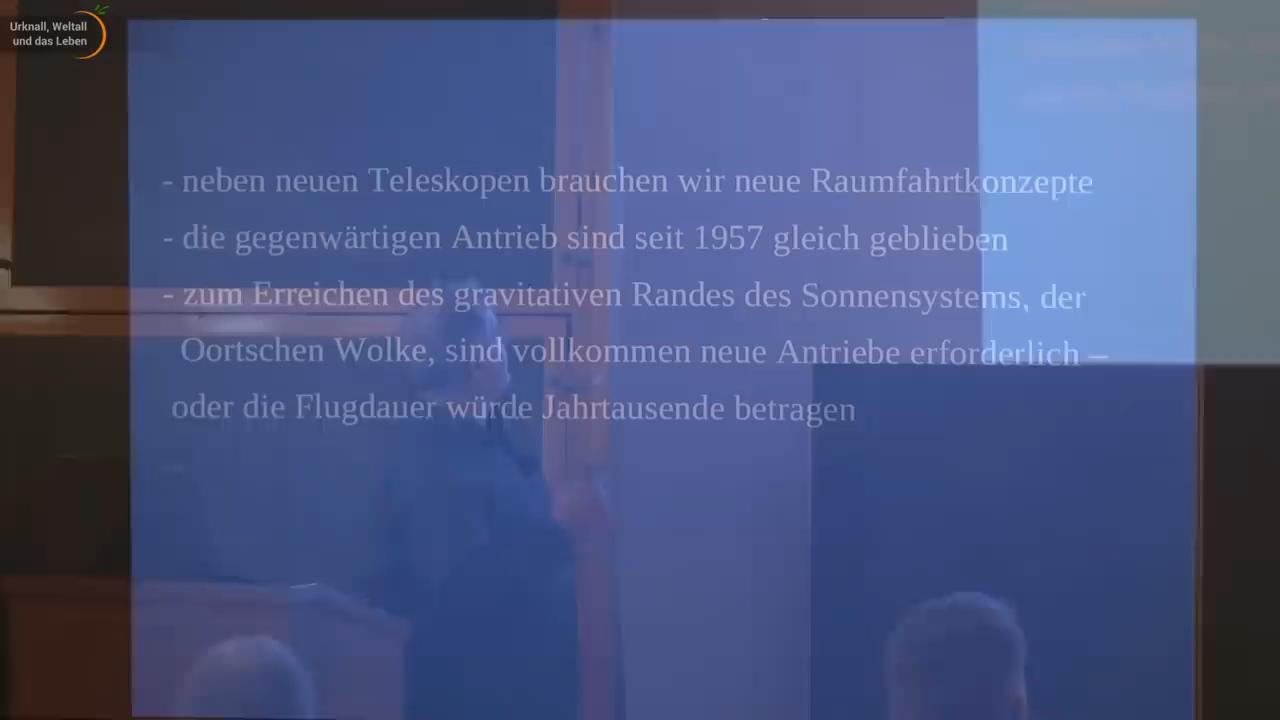 Urknall, Weltall
und das Leben
- neben neuen Teleskopen brauchen wir neue Raumfahrtkonzepte
- die gegenwärtigen Antrieb sind seit 1957 gleich geblieben
- zum Erreichen des gravitativen Randes des Sonnensystems, der
Oortschen Wolke, sind vollkommen neue Antriebe erforderlich –
oder die Flugdauer würde Jahrtausende betragen